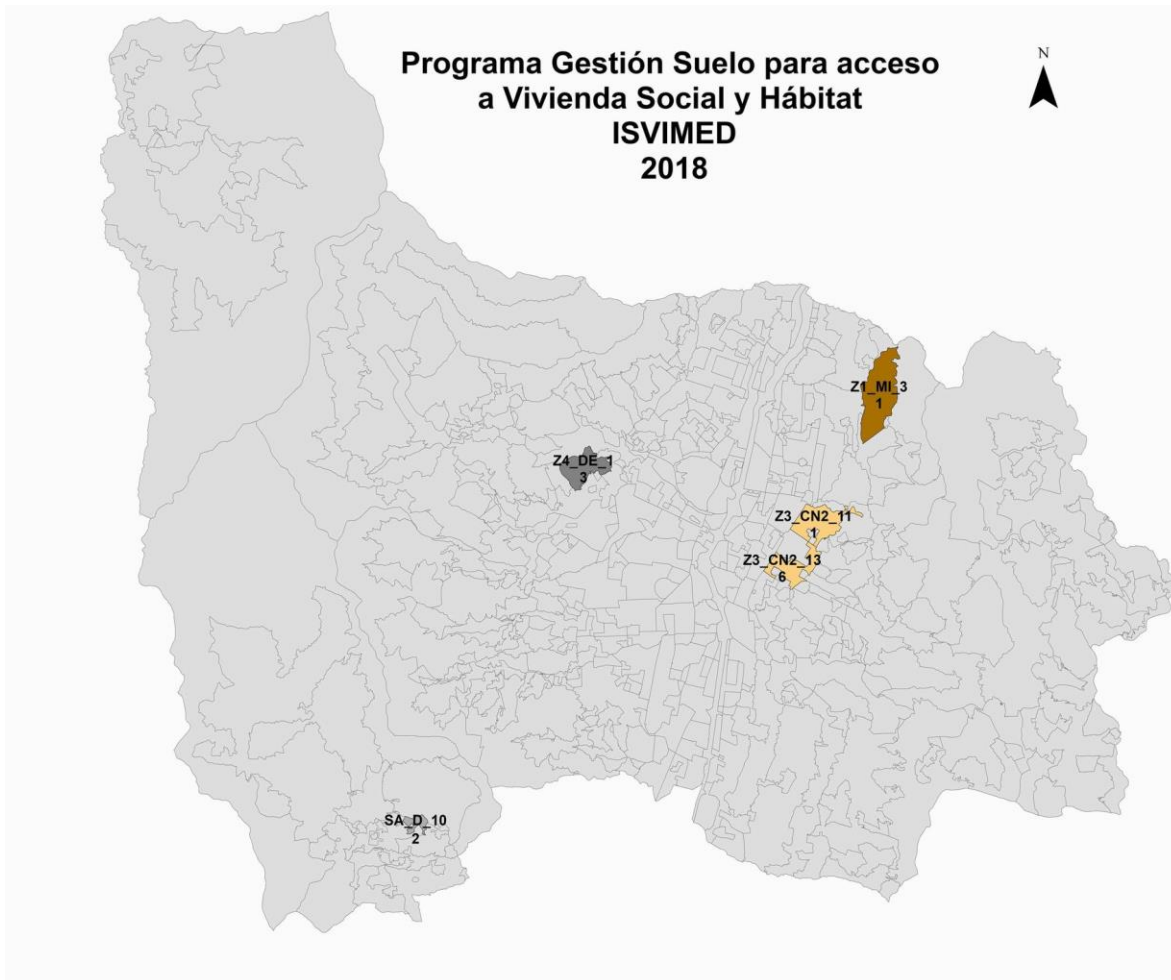 Programa Gestión Suelo para acceso
a Vivienda Social y Hábitat
ISVIMED
2018
N
Z1_MI_3
1
Z4_DE_1
3
Z3_CN2_11
1
Z3_CN2_13
6
SA_D_10
2